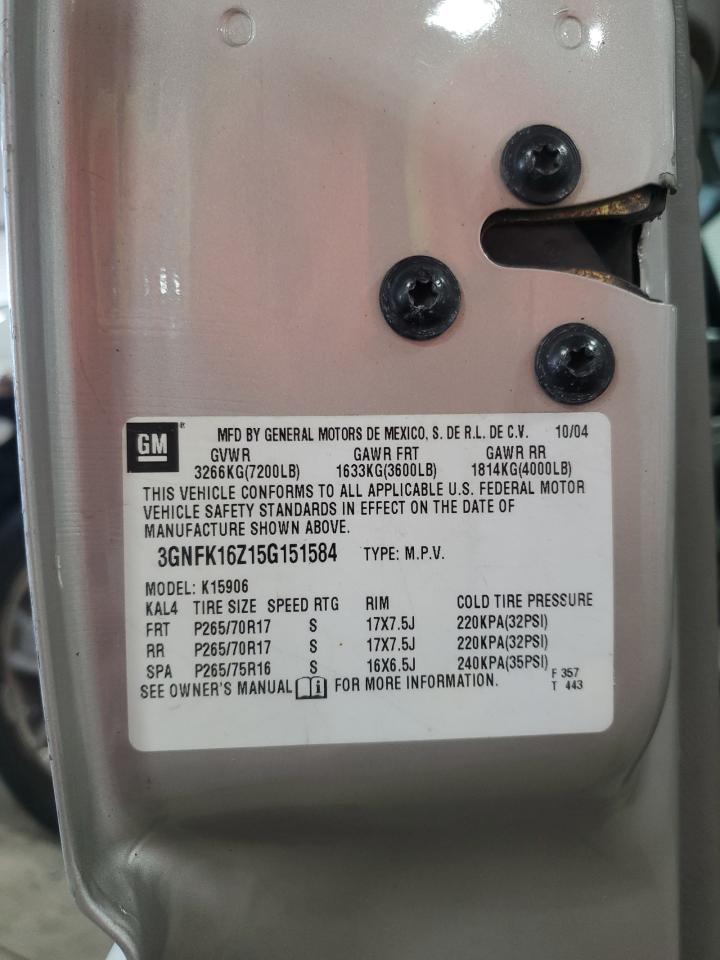 GM®
MFD BY GENERAL MOTORS DE MEXICO, S. DE R.L. DE C.V. 10/04
GVWR GAWR FRT GAWR RR
3266KG(7200LB) 1633KG(3600LB) 1814KG(4000LB)
THIS VEHICLE CONFORMS TO ALL APPLICABLE U.S. FEDERAL MOTOR
VEHICLE SAFETY STANDARDS IN EFFECT ON THE DATE OF
MANUFACTURE SHOWN ABOVE.
3GNFK16Z15G151584 TYPE: M.P.V.
MODEL: K15906
KAL4 TIRE SIZE SPEED RTG RIM COLD TIRE PRESSURE
FRT P265/70R17 S 17X7.5J 220KPA(32PSI)
RR P265/70R17 S 17X7.5J 220KPA(32PSI)
SPA P265/75R16 S 16X6.5J 240KPA(35PSI)
SEE OWNER'S MANUAL i FOR MORE INFORMATION.
F 357
T 443